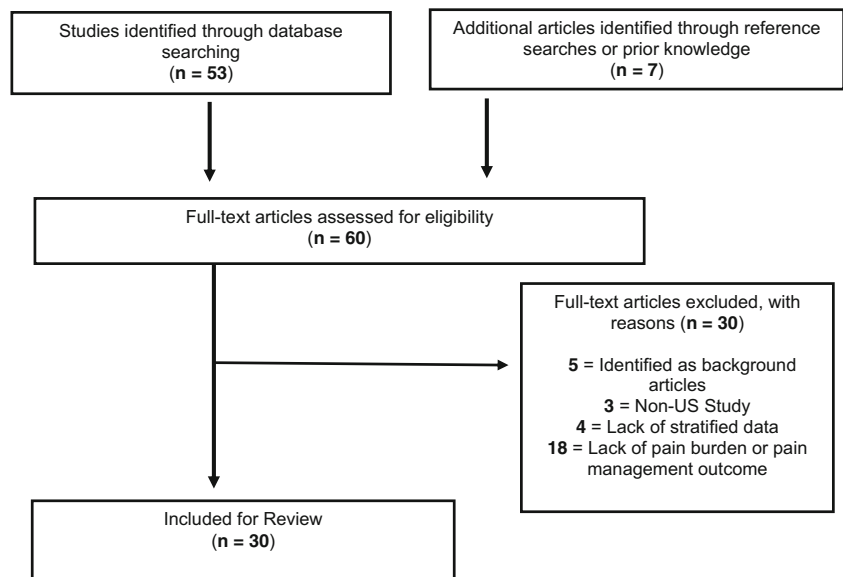 Studies identified through database
searching
(n = 53)
Additional articles identified through reference
searches or prior knowledge
(n = 7)
Full-text articles assessed for eligibility
(n = 60)
Full-text articles excluded, with
reasons (n = 30)
5 = Identified as background
articles
3 = Non-US Study
4 = Lack of stratified data
18 = Lack of pain burden or pain
management outcome
Included for Review
(n = 30)